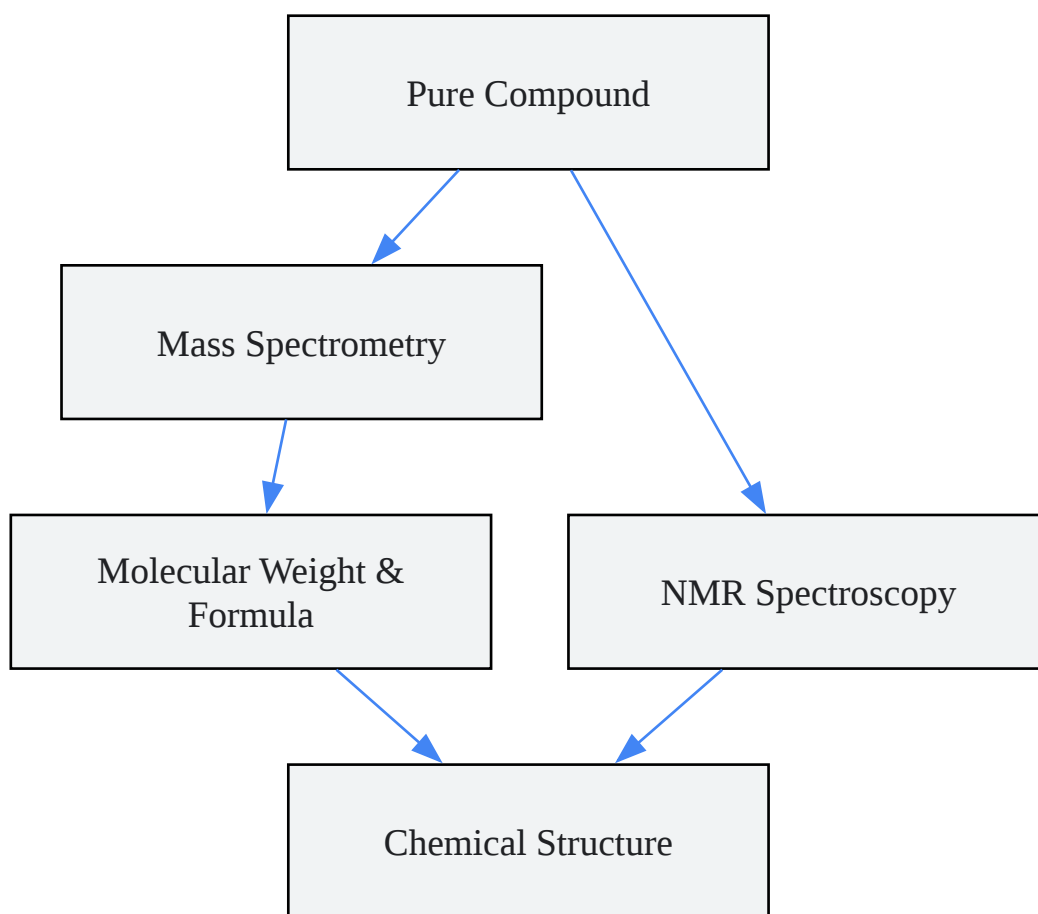 Pure Compound
Mass Spectrometry
Molecular Weight &
Formula
NMR Spectroscopy
Chemical Structure